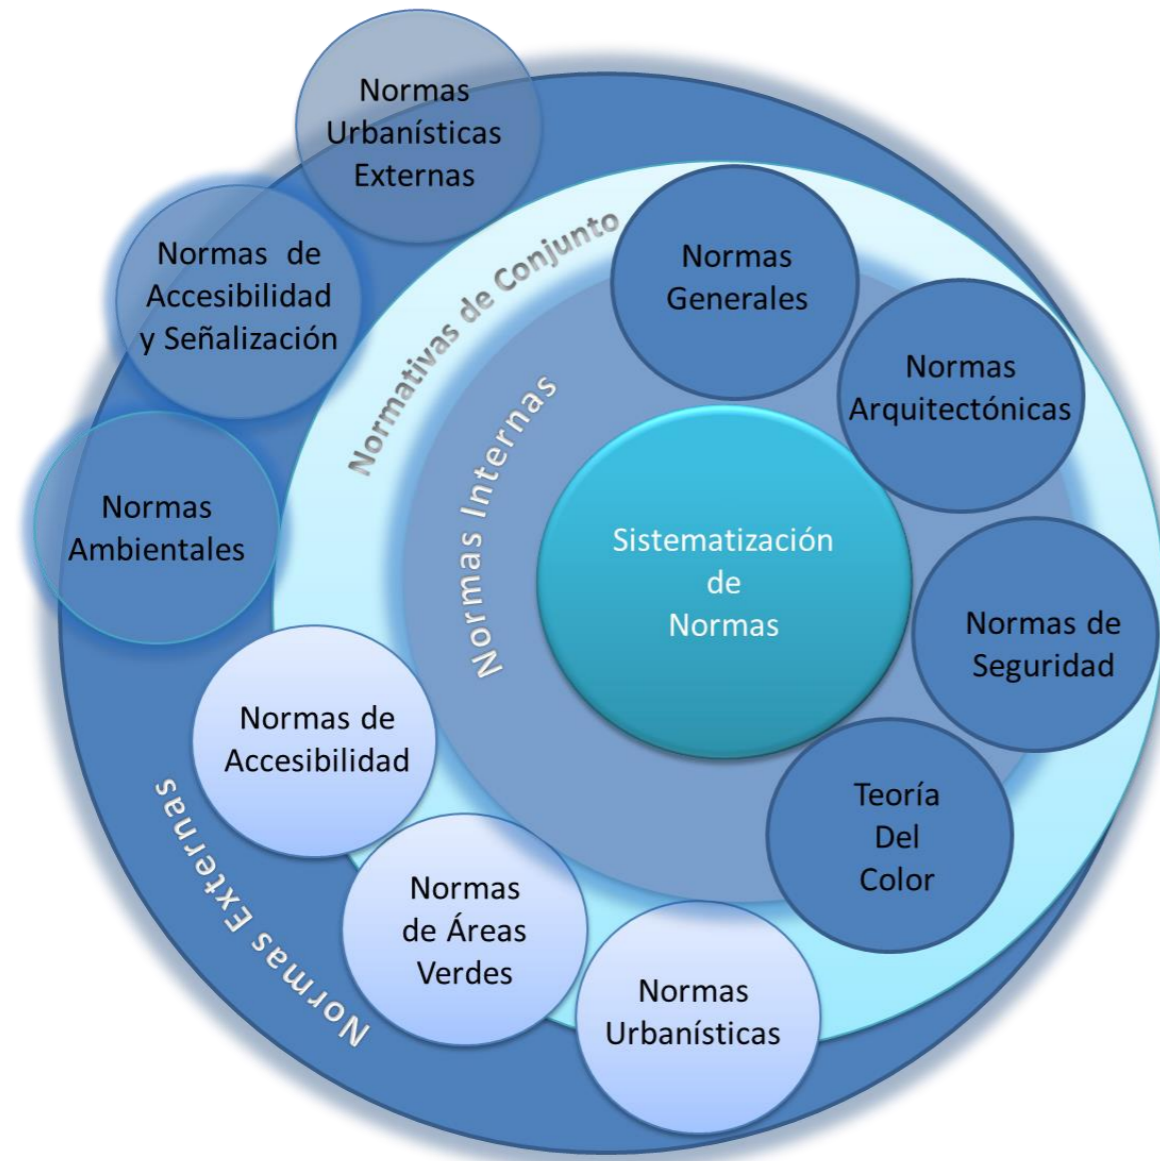 Normas
Urbanísticas
Externas
Normas de
Accesibilidad
y Señalización
Normas
Ambientales
Normativas de Conjunto
Normas
Generales
Normas
Arquitectónicas
Normas Internas
Sistematización
de
Normas
Normas de
Seguridad
Teoría
Del
Color
Normas de
Accesibilidad
Normas
de Áreas
Verdes
Normas
Urbanísticas
Normas Externas